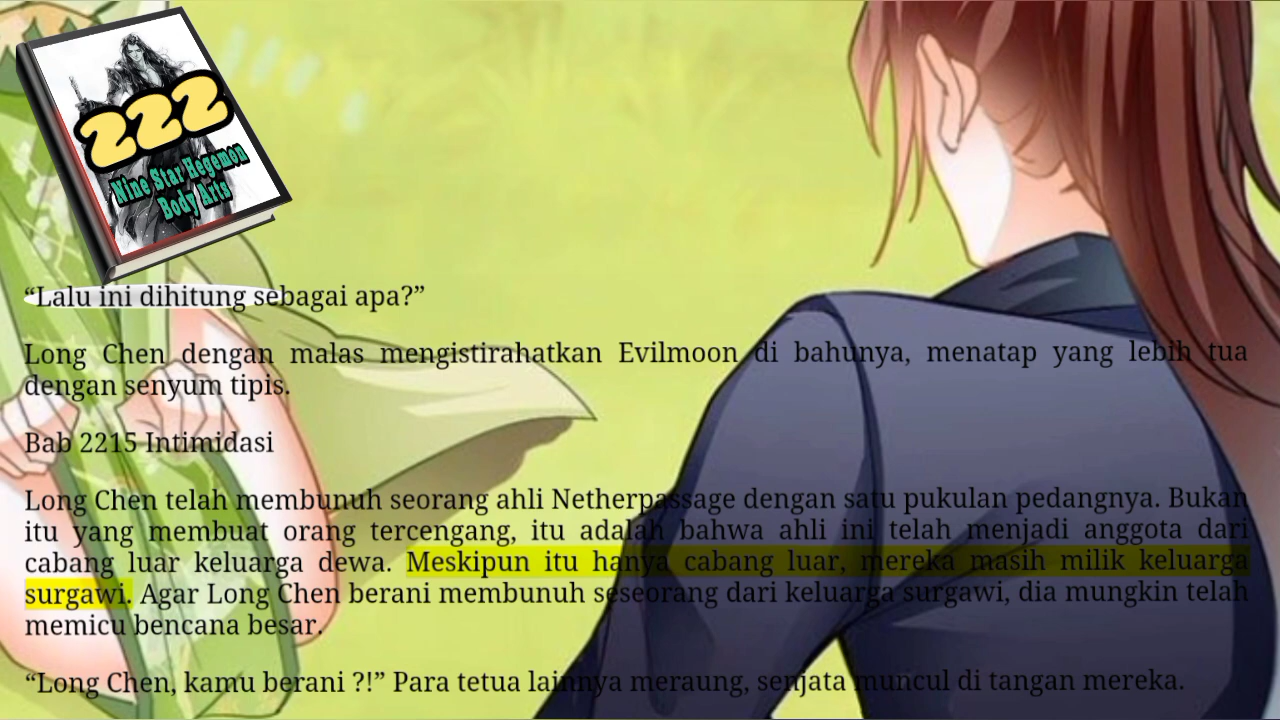 222
Nine Star Hegemon
Body Arts
“Lalu ini dihitung sebagai apa?”
Long Chen dengan malas mengistirahatkan Evilmoon di bahunya, menatap yang lebih tua
dengan senyum tipis.
Bab 2215 Intimidasi
Long Chen telah membunuh seorang ahli Netherpassage dengan satu pukulan pedangnya. Bukan
itu yang membuat orang tercengang, itu adalah bahwa ahli ini telah menjadi anggota dari
cabang luar keluarga dewa. Meskipun itu hanya cabang luar, mereka masih milik keluarga
surgawi. Agar Long Chen berani membunuh seseorang dari keluarga surgawi, dia mungkin telah
memicu bencana besar.
“Long Chen, kamu berani ?!” Para tetua lainnya meraung, senjata muncul di tangan mereka.